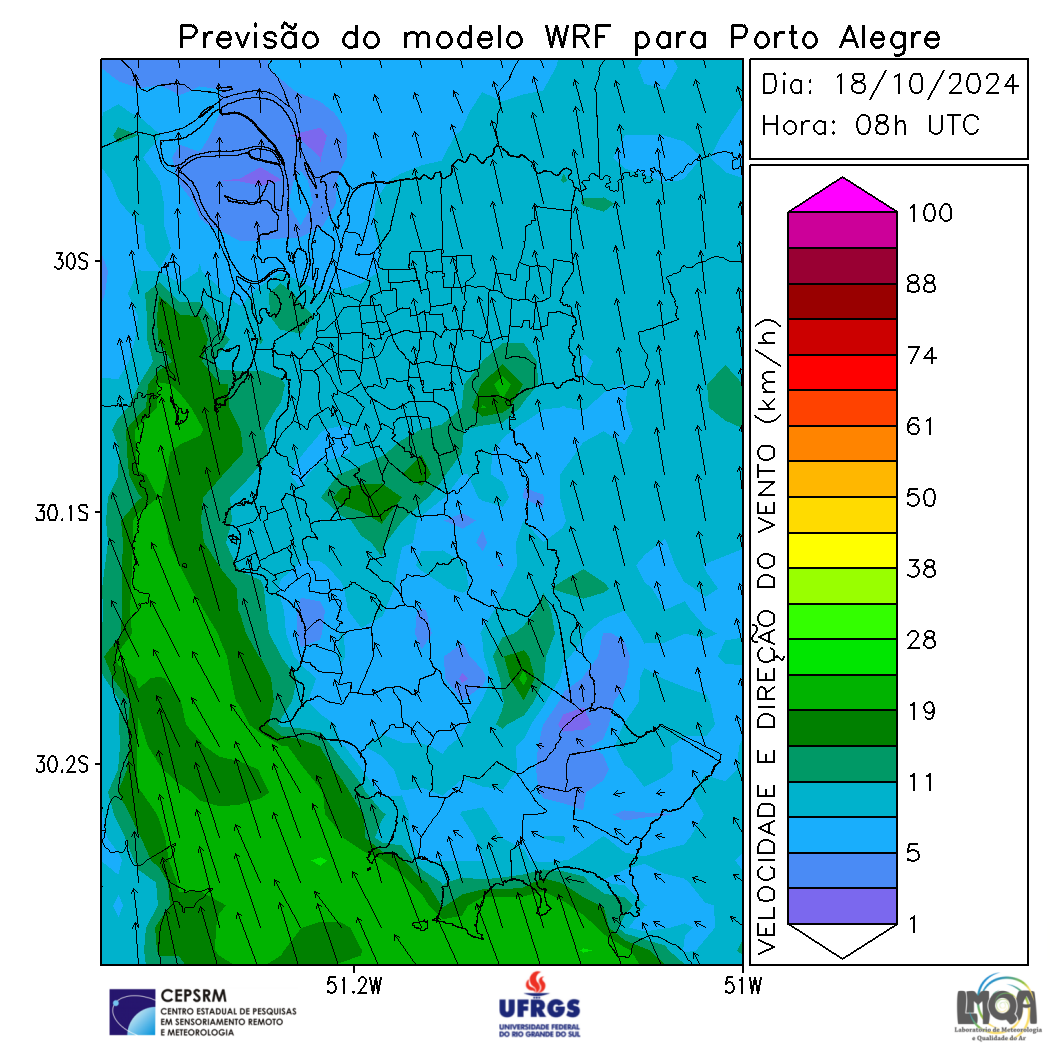 Previsão do modelo WRF para Porto Alegre
Dia: 18/10/2024
Hora: 08h UTC
30S
30.1S
30.2S
51.2W
51W
VELOCIDADE E DIREÇÃO DO VENTO (km/h)
100
88
74
61
50
38
28
19
11
5
1
CEPSRM
CENTRO ESTADUAL DE PESQUISAS
EM SENSORIAMENTO REMOTO
E METEOROLOGIA
UFRGS
UNIVERSIDADE FEDERAL
DO RIO GRANDE DO SUL
LMQA
Laboratório de Meteorologia
e Qualidade do Ar